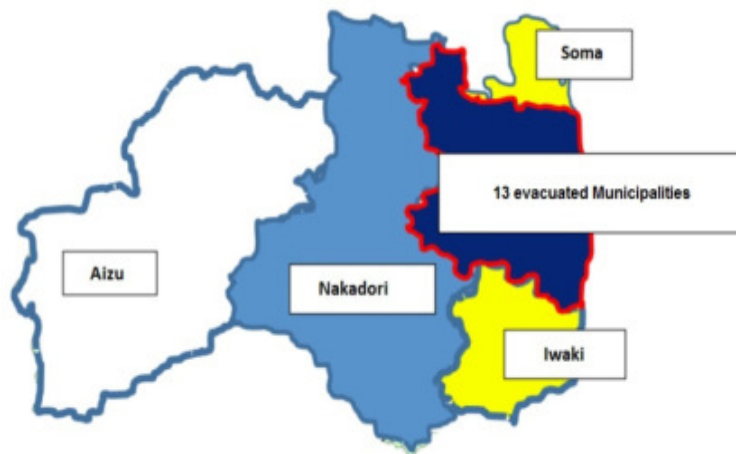 Soma
13 evacuated Municipalities
Aizu
Nakadori
Iwaki